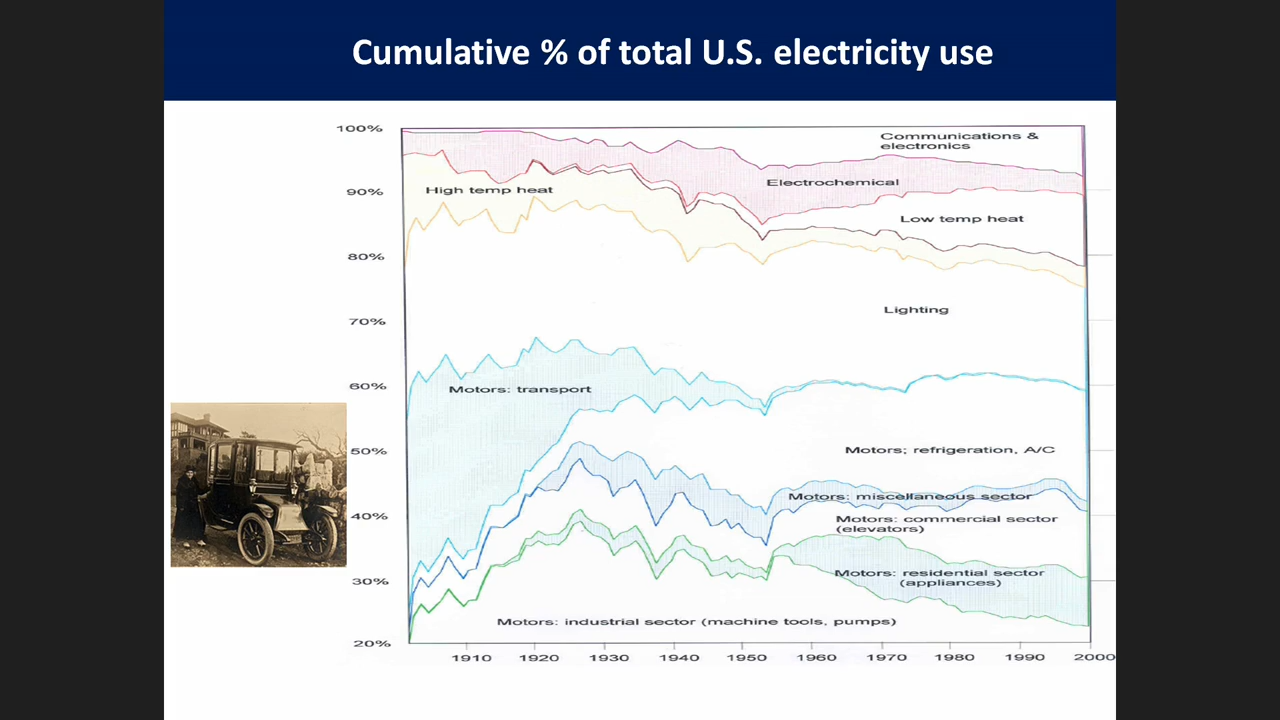 Cumulative % of total U.S. electricity use
100%
Communications &
electronics
Electrochemical
90%
High temp heat
Low temp heat
80%
Lighting
70%
60%
Motors: transport
50%
Motors; refrigeration, A/C
Motors: miscellaneous sector
40%
Motors: commercial sector
(elevators)
30%
Motors: residential sector
(appliances)
Motors: industrial sector (machine tools, pumps)
20%
1910 1920 1930 1940 1950 1960 1970 1980 1990 2000